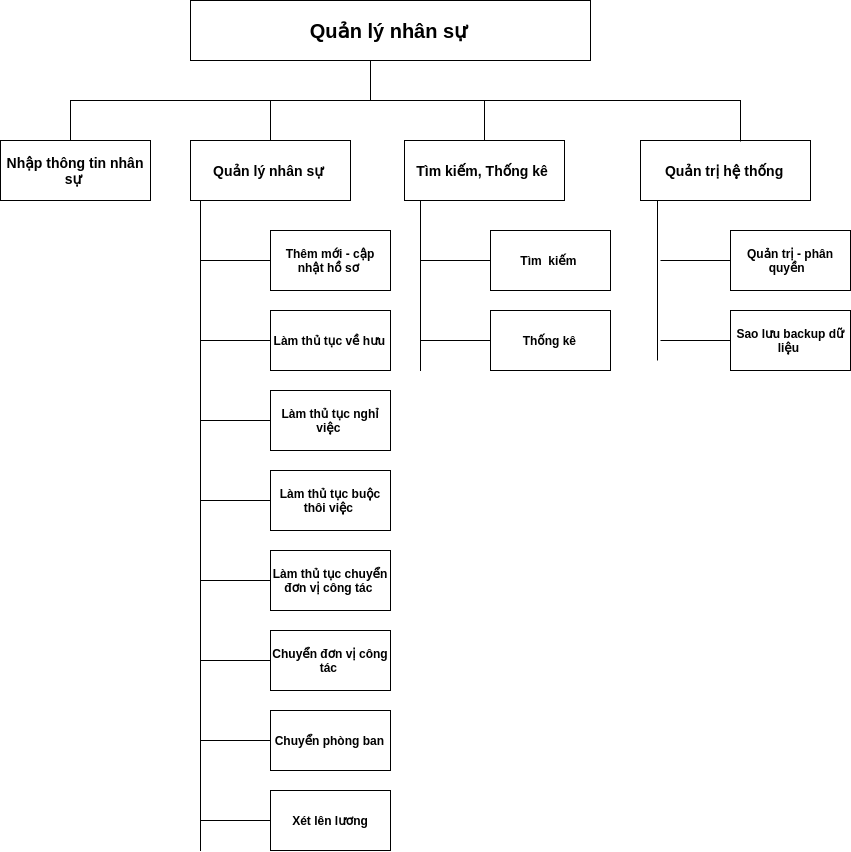 Quản lý nhân sự
Nhập thông tin nhân
sự
Quản lý nhân sự
Tìm kiếm, Thống kê
Quản trị hệ thống
Thêm mới - cập
nhật hồ sơ
Tìm  kiếm
Quản trị - phân
quyền
Làm thủ tục về hưu
Thống kê
Sao lưu backup dữ
liệu
Làm thủ tục nghỉ
việc
Làm thủ tục buộc
thôi việc
Làm thủ tục chuyển
đơn vị công tác
Chuyển đơn vị công
tác
Chuyển phòng ban
Xét lên lương